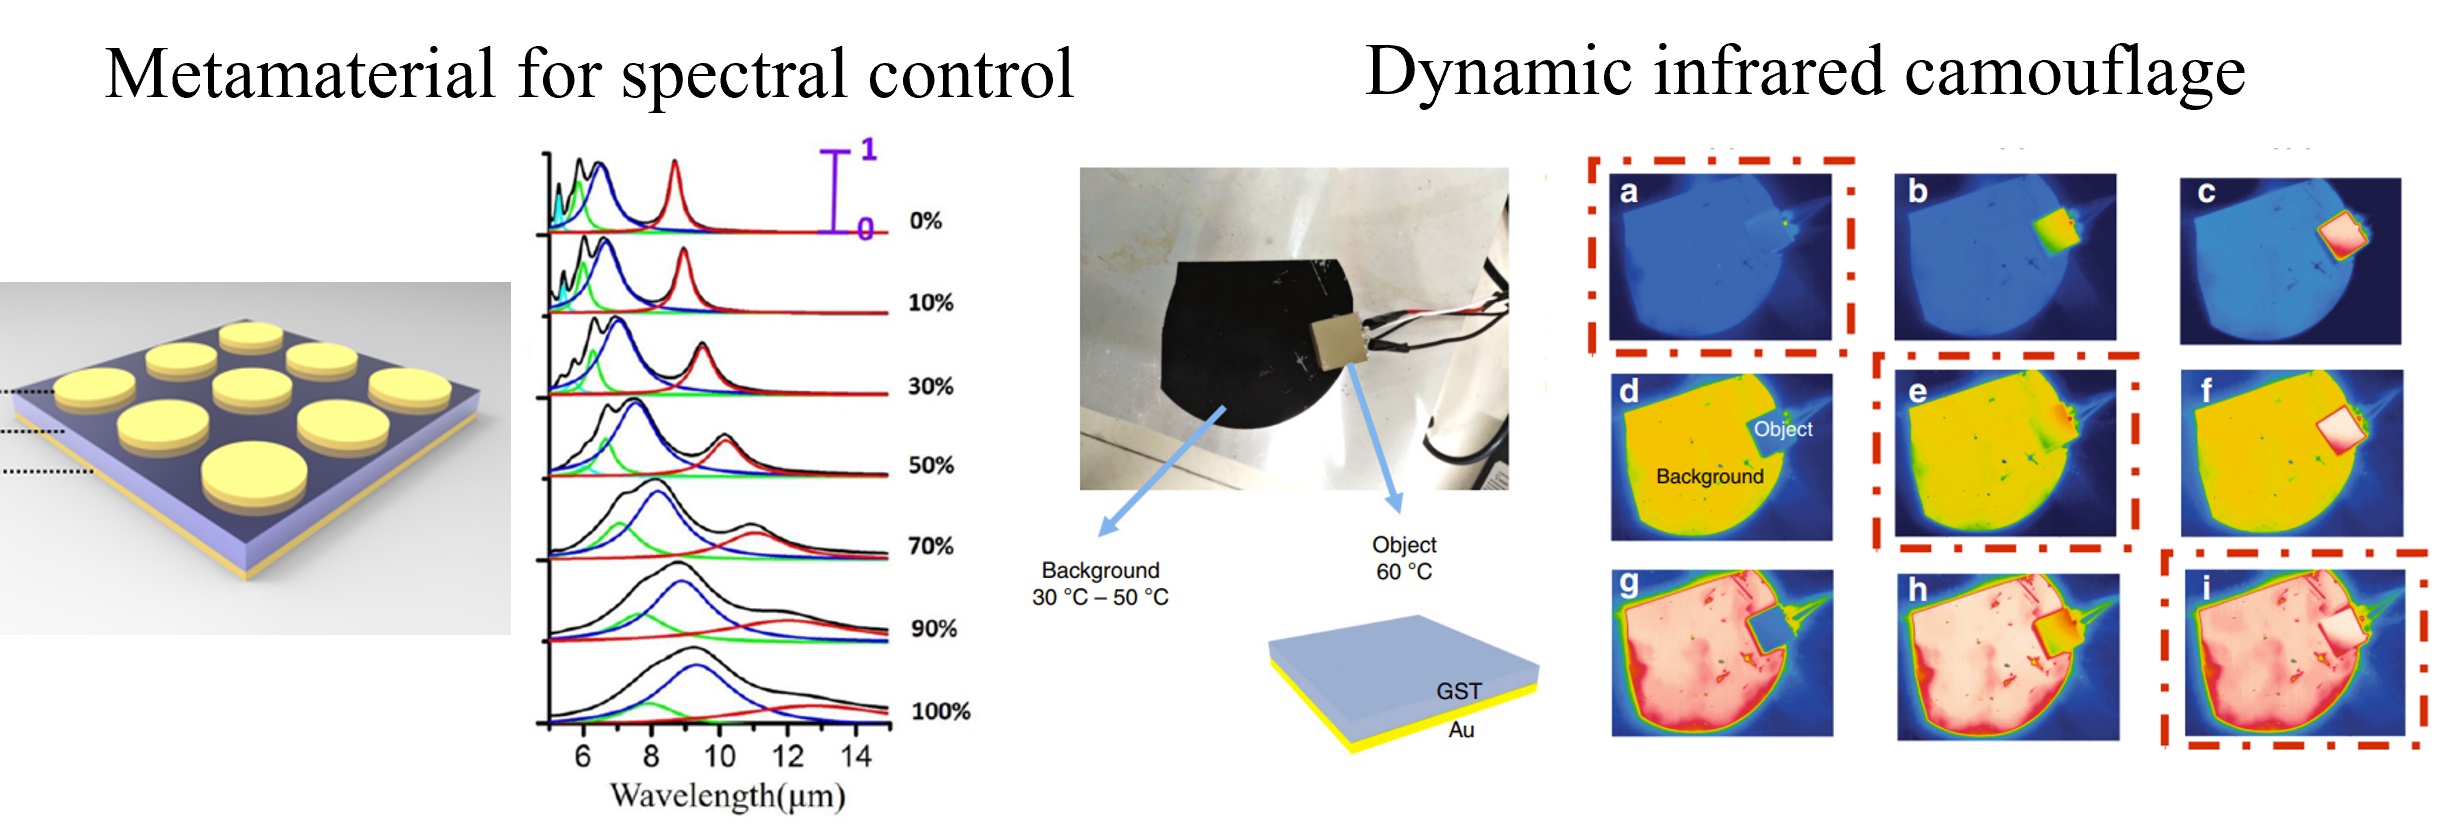 Metamaterial for spectral control
Dynamic infrared camouflage
1
0
0%
10%
30%
50%
70%
90%
100%
6 8 10 12 14
Wavelength(μm)
Background
30 °C – 50 °C
Object
60 °C
GST
Au
a
b
c
d
Object
Background
e
f
g
h
i